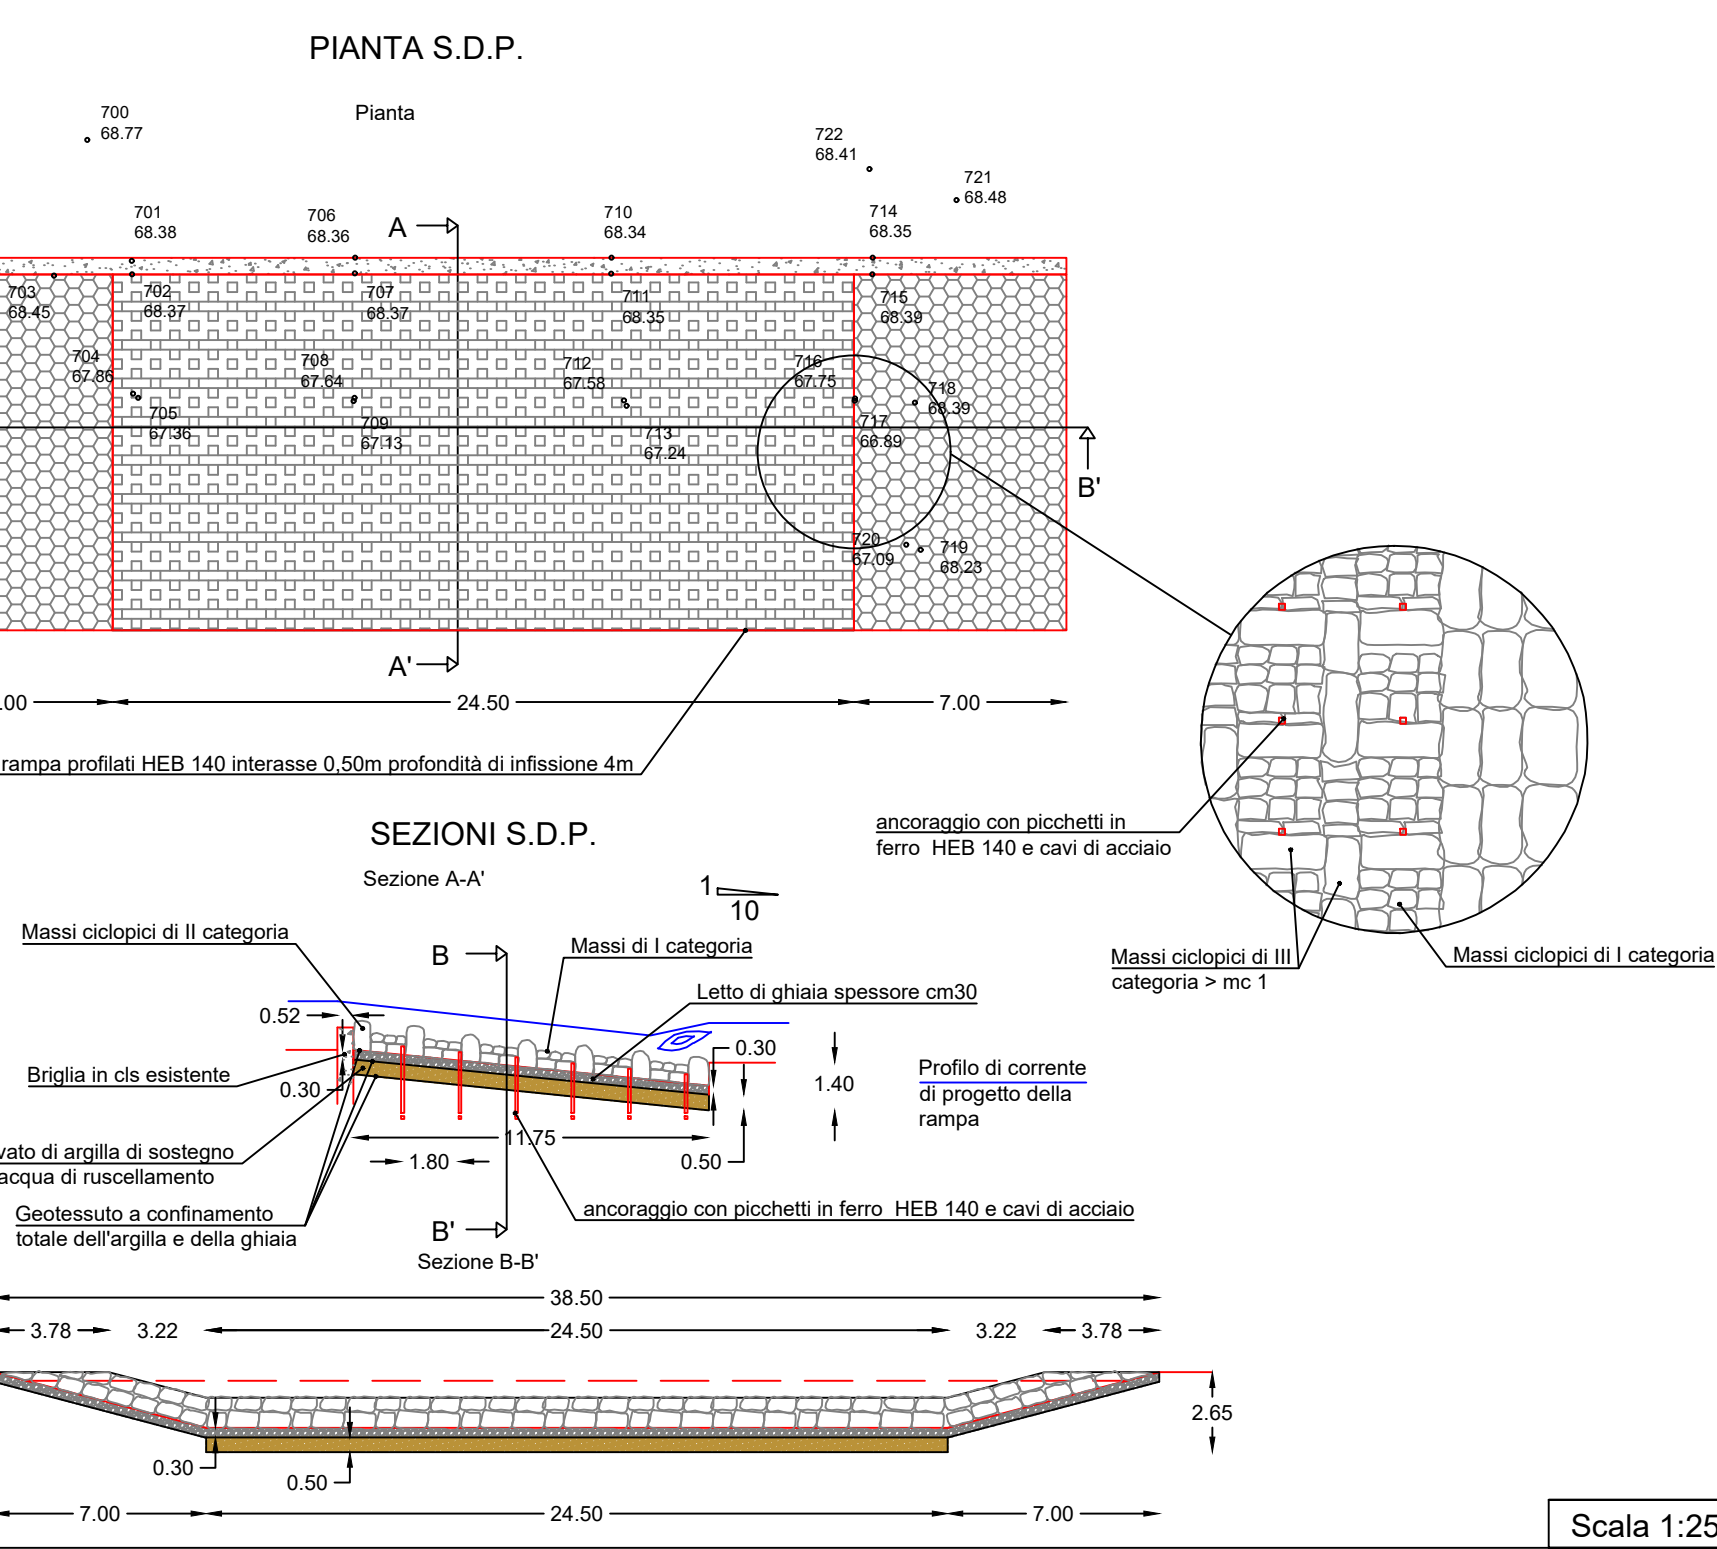 PIANTA S.D.P.
Pianta
700
68.77
722
68.41
721
68.48
701
68.38
706
68.36
A
710
68.34
714
68.35
703
68.45
702
68.37
707
68.37
711
68.35
715
68.39
704
67.86
708
67.64
712
67.58
716
67.75
718
68.39
705
67.36
709
67.13
713
67.24
717
66.89
B'
720
67.09
719
68.23
A'
.00
24.50
7.00
rampa profilati HEB 140 interasse 0,50m profondità di infissione 4m
ancoraggio con picchetti in
ferro HEB 140 e cavi di acciaio
Massi ciclopici di III
categoria > mc 1
Massi ciclopici di I categoria
SEZIONI S.D.P.
Sezione A-A'
1
10
Massi ciclopici di II categoria
B
Massi di I categoria
Letto di ghiaia spessore cm30
0.52
0.30
Briglia in cls esistente
0.30
1.40
Profilo di corrente
di progetto della
rampa
11.75
vato di argilla di sostegno
acqua di ruscellamento
1.80
0.50
Geotessuto a confinamento
totale dell'argilla e della ghiaia
ancoraggio con picchetti in ferro HEB 140 e cavi di acciaio
B'
Sezione B-B'
38.50
3.78
3.22
24.50
3.22
3.78
2.65
0.30
0.50
7.00
24.50
7.00
Scala 1:25